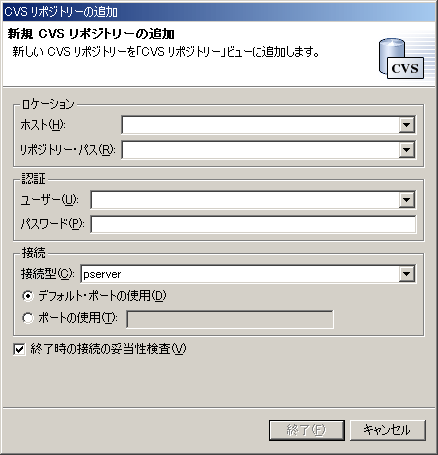 CVS リポジトリーの追加
新規 CVS リポジトリーの追加
新しい CVS リポジトリーを「CVS リポジトリー」ビューに追加します。
CVS
ロケーション
ホスト(H):
リポジトリー・パス(R):
認証
ユーザー(U):
パスワード(P):
接続
接続型(C): pserver
デフォルト・ポートの使用(D)
ポートの使用(T):
終了時の接続の妥当性検査(V)
終了(F) キャンセル